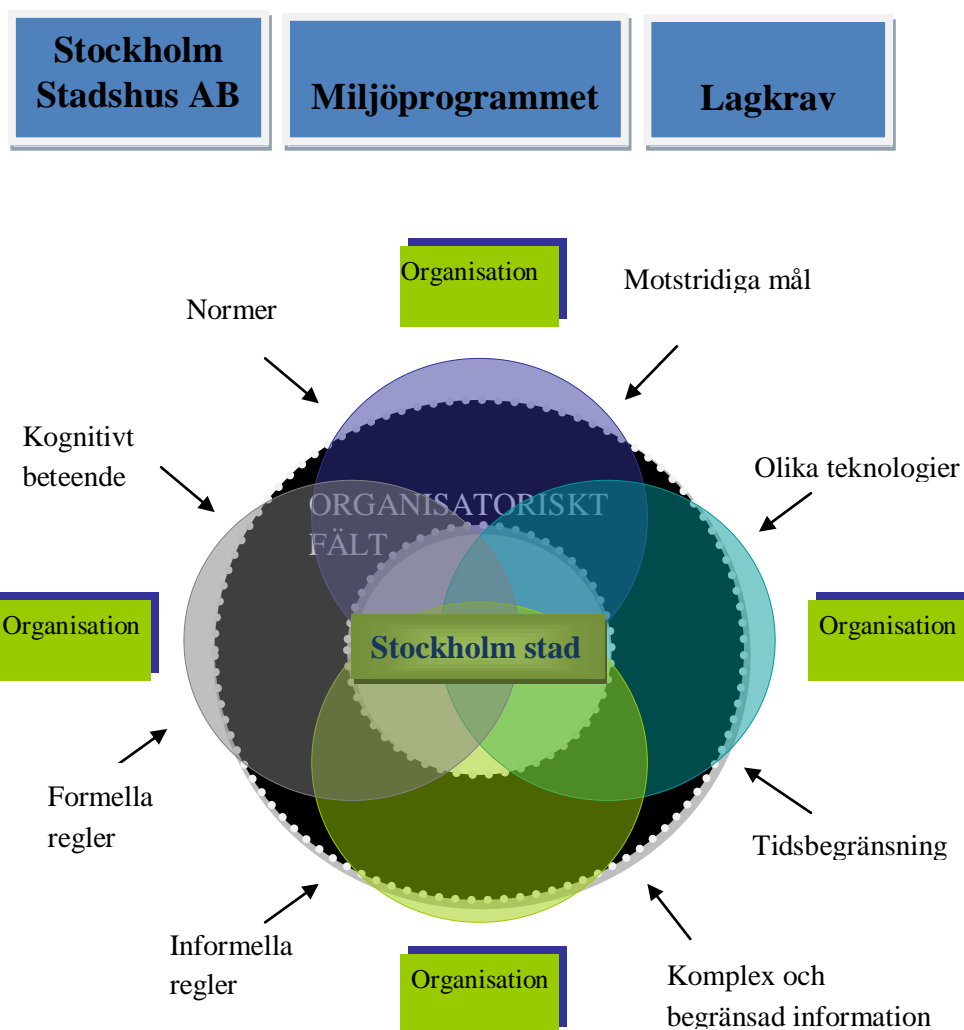 Stockholm
Stadshus AB
Miljöprogrammet
Lagkrav
Organisation
Motstridiga mål
Normer
Kognitivt
beteende
Olika teknologier
ORGANISATORISKT
FÄLT
Organisation
Stockholm stad
Organisation
Formella
regler
Tidsbegränsning
Informella
regler
Organisation
Komplex och
begränsad information